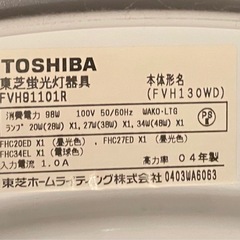 TOSHIBA
東芝蛍光灯器具 本体形名
FVH91101R (FVH130WD)
消費電力 98W 100V 50/60Hz WAKO-LTG
ランプ 20W(28W) X1, 27W(38W) X1, 34W(48W) X1
FHC20ED X1 (昼光色) , FHC27ED X1 (昼光色)
FHC34EL X1 (電球色)
入力電流 1.0A 高力率 04年製
東芝ホームライティング株式会社 0403WA6063
PS
E